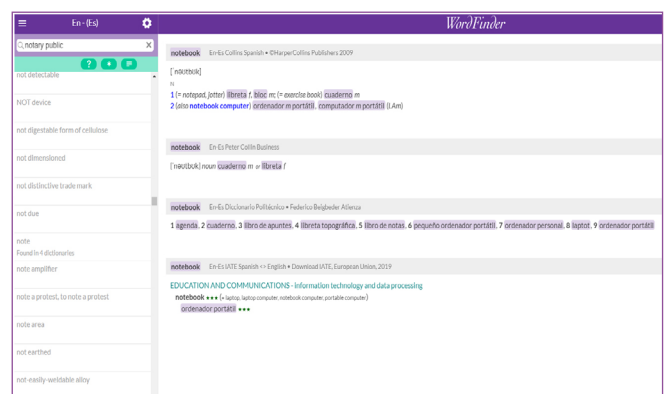 En - (Es)
WordFinder
notary public X
?
not detectable
NOT device
not digestable form of cellulose
not dimensioned
not distinctive trade mark
not due
note
Found in 4 dictionaries
note amplifier
note a protest, to note a protest
note area
not earthed
not-easily-weldable alloy
notebook En-Es Collins Spanish • ©HarperCollins Publishers 2009
[ˈnəʊtbʊk]
N
1 (= notepad, jotter) libreta f, bloc m; (= exercise book) cuaderno m
2 (also notebook computer) ordenador m portátil, computador m portátil (LAm)
notebook En-Es Peter Collin Business
[ˈnəʊtbʊk] noun cuaderno m or libreta f
notebook En-Es Diccionario Politécnico • Federico Beigbeder Atienza
1 agenda, 2 cuaderno, 3 libro de apuntes, 4 libreta topográfica, 5 libro de notas, 6 pequeño ordenador portátil, 7 ordenador personal, 8 laptot, 9 ordenador portátil
notebook En-Es IATE Spanish <> English • Download IATE, European Union, 2019
EDUCATION AND COMMUNICATIONS - information technology and data processing
notebook ●●● (= laptop, laptop computer, notebook computer, portable computer)
ordenador portátil ●●●